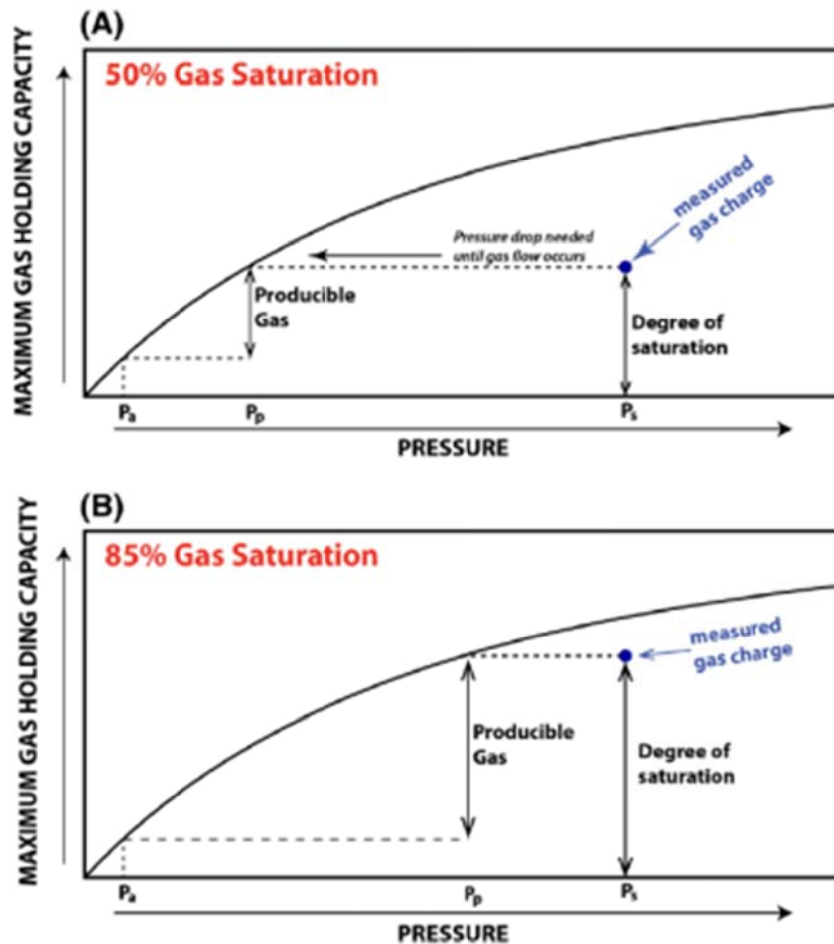 (A)
MAXIMUM GAS HOLDING CAPACITY
50% Gas Saturation
measured
gas charge
Pressure drop needed
until gas flow occurs
Producible
Gas
Degree of
saturation
Pa
Pp
Ps
PRESSURE
(B)
MAXIMUM GAS HOLDING CAPACITY
85% Gas Saturation
measured
gas charge
Producible
Gas
Degree of
saturation
Pa
Pp
Ps
PRESSURE